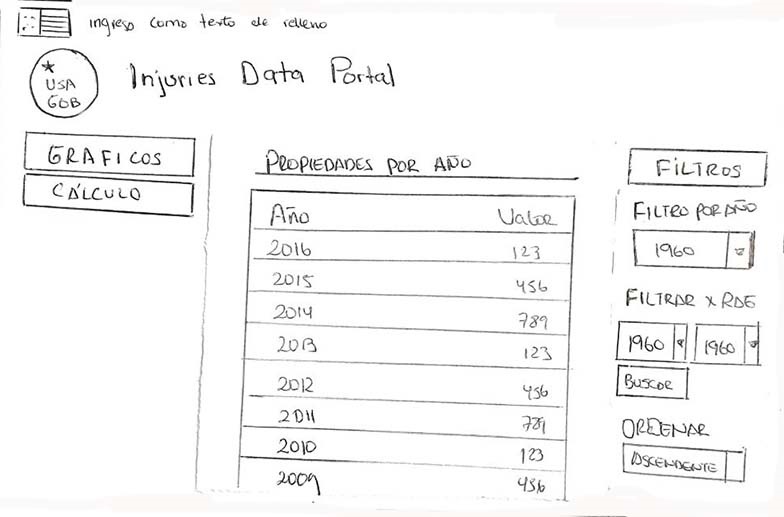 ingreso como texto de relleno
★
USA
GOB
Injuries Data Portal
GRAFICOS
CÁLCULO
PROPIEDADES POR AÑO
Año Valor
2016 123
2015 456
2014 789
2013 123
2012 456
2011 789
2010 123
2009 456
FILTROS
FILTRO POR AÑO
1960
FILTRAR X
1960 1960
BUSCAR
ORDENAR
ASCENDENTE